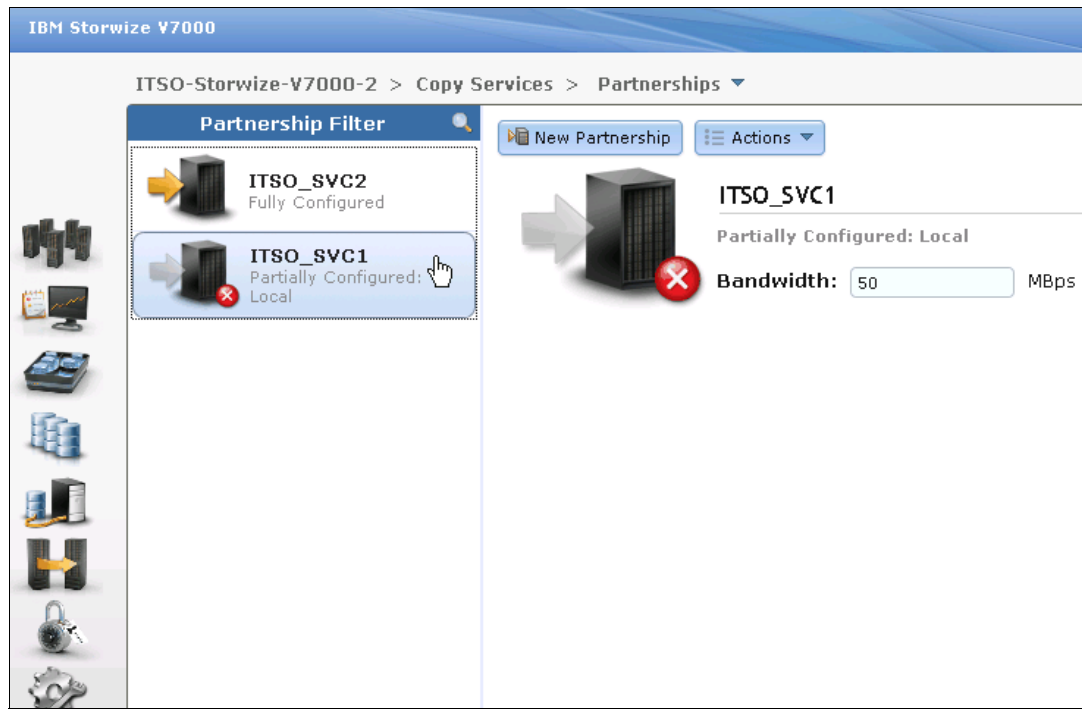 IBM Storwize V7000
ITSO-Storwize-V7000-2 > Copy Services > Partnerships
Partnership Filter
ITSO_SVC2
Fully Configured
ITSO_SVC1
Partially Configured:
Local
New Partnership
Actions
ITSO_SVC1
Partially Configured: Local
Bandwidth: 50 MBps